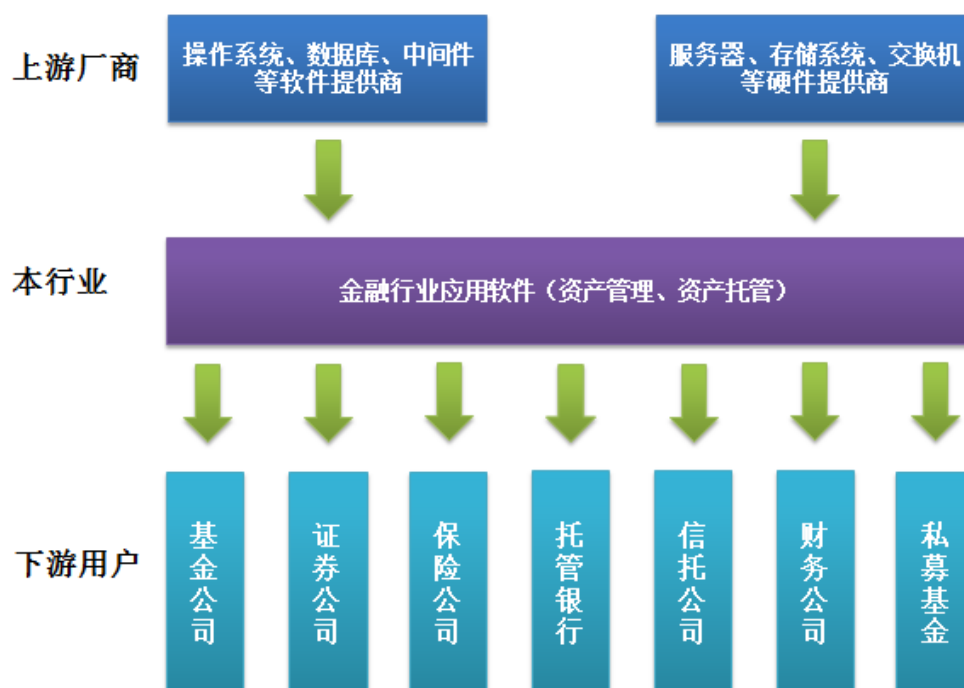 上游厂商
操作系统、数据库、中间件
等软件提供商
服务器、存储系统、交换机
等硬件提供商
本行业
金融行业应用软件（资产管理、资产托管）
下游用户
基金公司
证券公司
保险公司
托管银行
信托公司
财务公司
私募基金